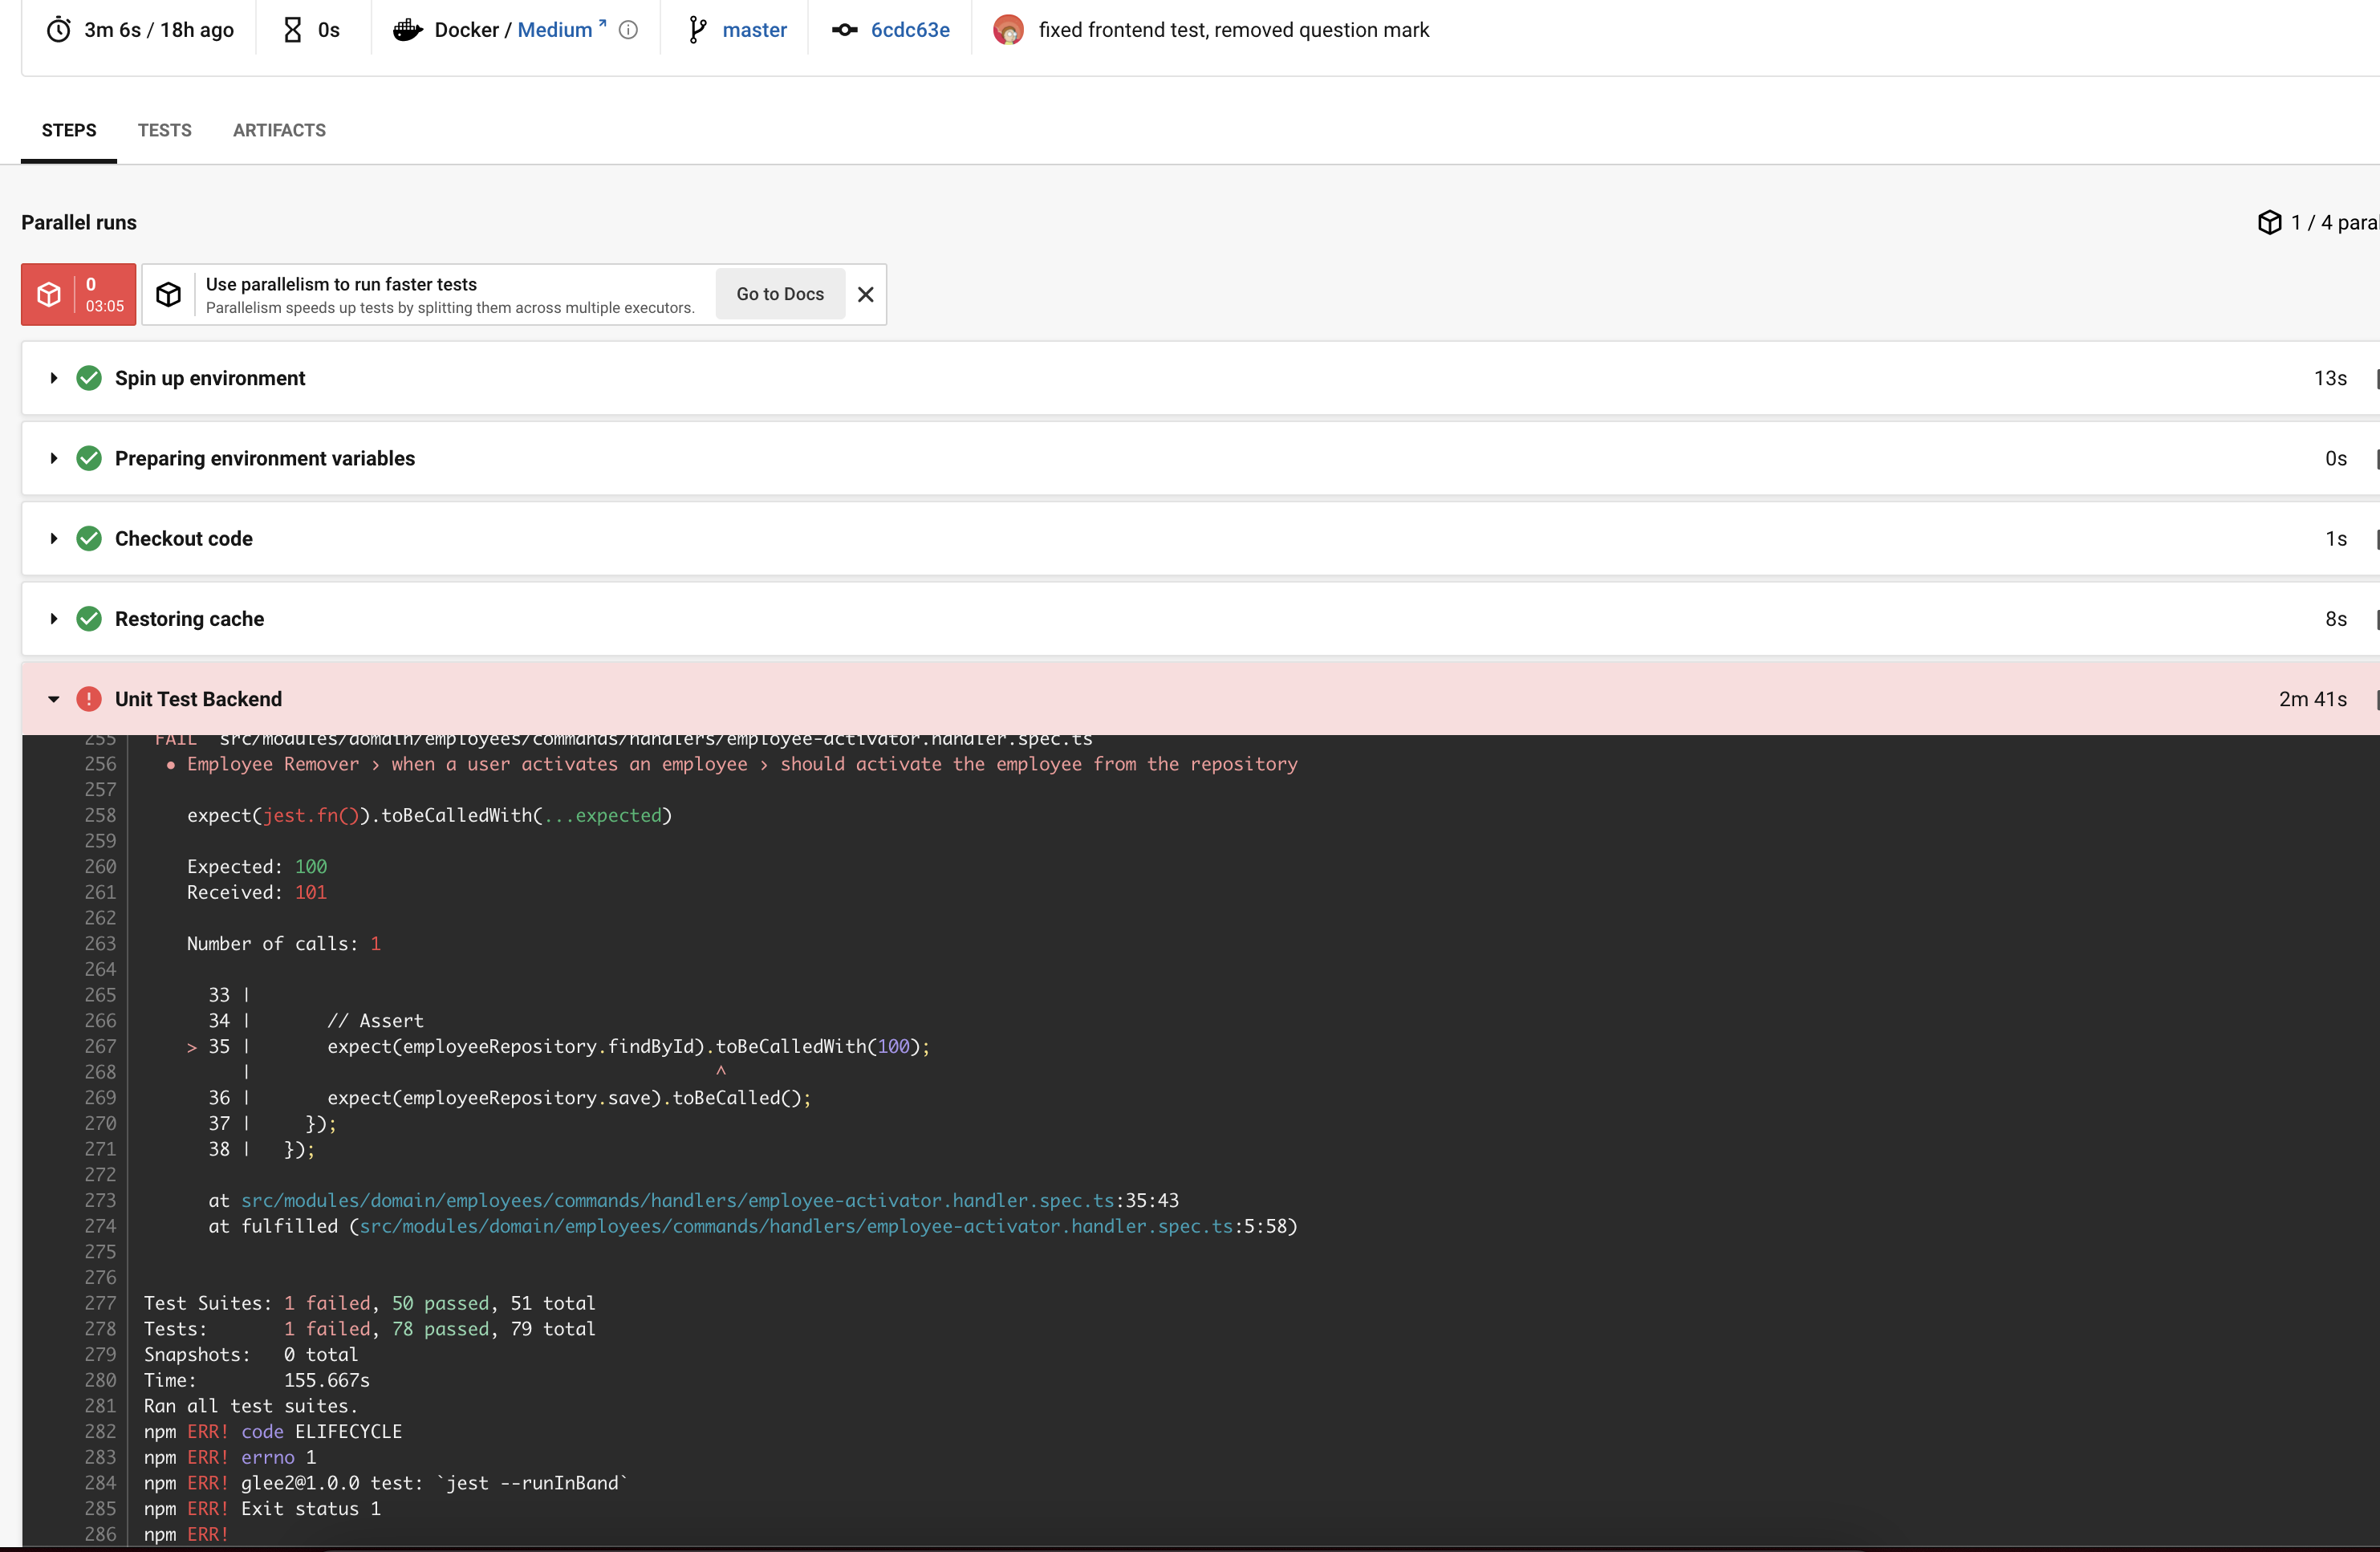 3m 6s / 18h ago 0s Docker / Medium master 6cdc63e fixed frontend test, removed question mark
STEPS TESTS ARTIFACTS
Parallel runs 1 / 4 para
0
03:05
Use parallelism to run faster tests
Parallelism speeds up tests by splitting them across multiple executors.
Go to Docs
Spin up environment 13s
Preparing environment variables 0s
Checkout code 1s
Restoring cache 8s
Unit Test Backend 2m 41s
255 FAIL src/modules/domain/employees/commands/handlers/employee-activator.handler.spec.ts
256 ● Employee Remover › when a user activates an employee › should activate the employee from the repository
257
258 expect(jest.fn()).toBeCalledWith(...expected)
259
260 Expected: 100
261 Received: 101
262
263 Number of calls: 1
264
265 33 |
266 34 | // Assert
267 > 35 | expect(employeeRepository.findById).toBeCalledWith(100);
268 | ^
269 36 | expect(employeeRepository.save).toBeCalled();
270 37 | });
271 38 | });
272
273 at src/modules/domain/employees/commands/handlers/employee-activator.handler.spec.ts:35:43
274 at fulfilled (src/modules/domain/employees/commands/handlers/employee-activator.handler.spec.ts:5:58)
275
276
277 Test Suites: 1 failed, 50 passed, 51 total
278 Tests: 1 failed, 78 passed, 79 total
279 Snapshots: 0 total
280 Time: 155.667s
281 Ran all test suites.
282 npm ERR! code ELIFECYCLE
283 npm ERR! errno 1
284 npm ERR! glee2@1.0.0 test: `jest --runInBand`
285 npm ERR! Exit status 1
286 npm ERR!